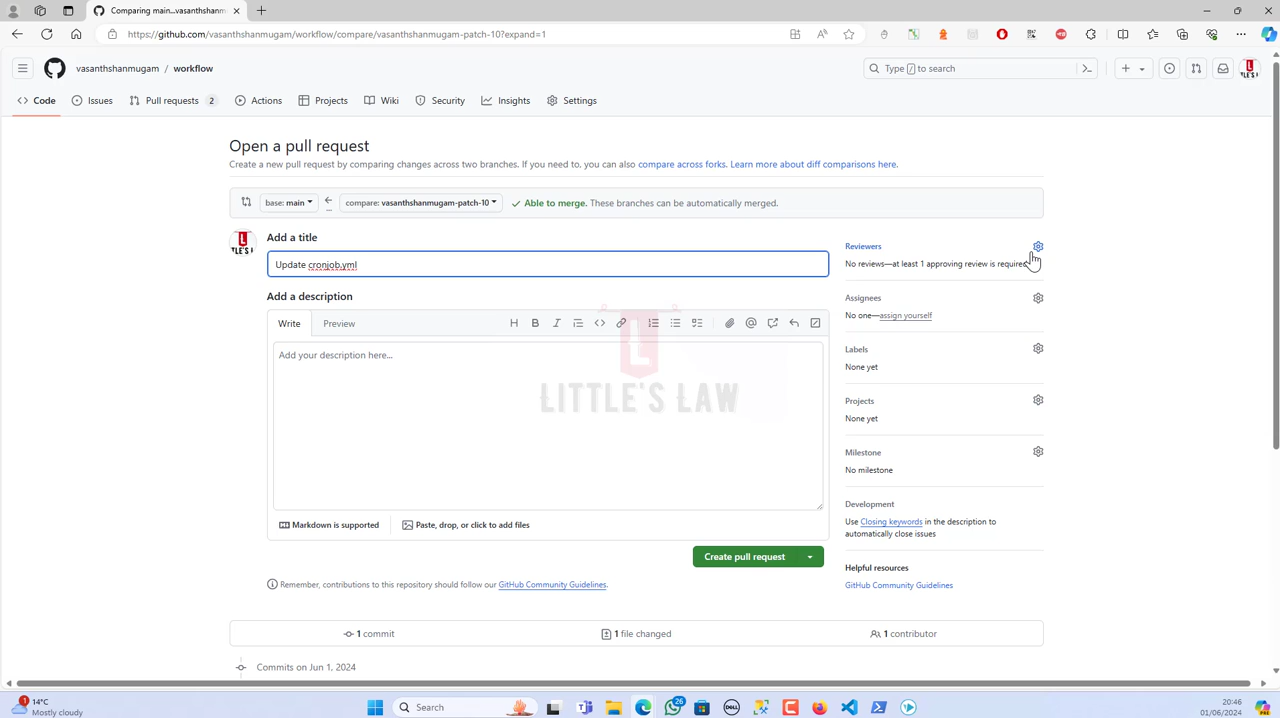 Comparing main...vasanthshanm
https://github.com/vasanthshanmugam/workflow/compare/vasanthshanmugam-patch-10?expand=1
vasanthshanmugam / workflow
Type / to search
Code
Issues
Pull requests 2
Actions
Projects
Wiki
Security
Insights
Settings
Open a pull request
Create a new pull request by comparing changes across two branches. If you need to, you can also compare across forks. Learn more about diff comparisons here.
base: main
compare: vasanthshanmugam-patch-10
Able to merge. These branches can be automatically merged.
Add a title
Update cronjob.yml
Add a description
Write
Preview
Add your description here...
LITTLE'S LAW
Markdown is supported
Paste, drop, or click to add files
Create pull request
Remember, contributions to this repository should follow our GitHub Community Guidelines.
Reviewers
No reviews—at least 1 approving review is required
Assignees
No one—assign yourself
Labels
None yet
Projects
None yet
Milestone
No milestone
Development
Use Closing keywords in the description to
automatically close issues
Helpful resources
GitHub Community Guidelines
1 commit
1 file changed
1 contributor
Commits on Jun 1, 2024
1
14°C
Mostly cloudy
Search
26
DELL
20:46
01/06/2024